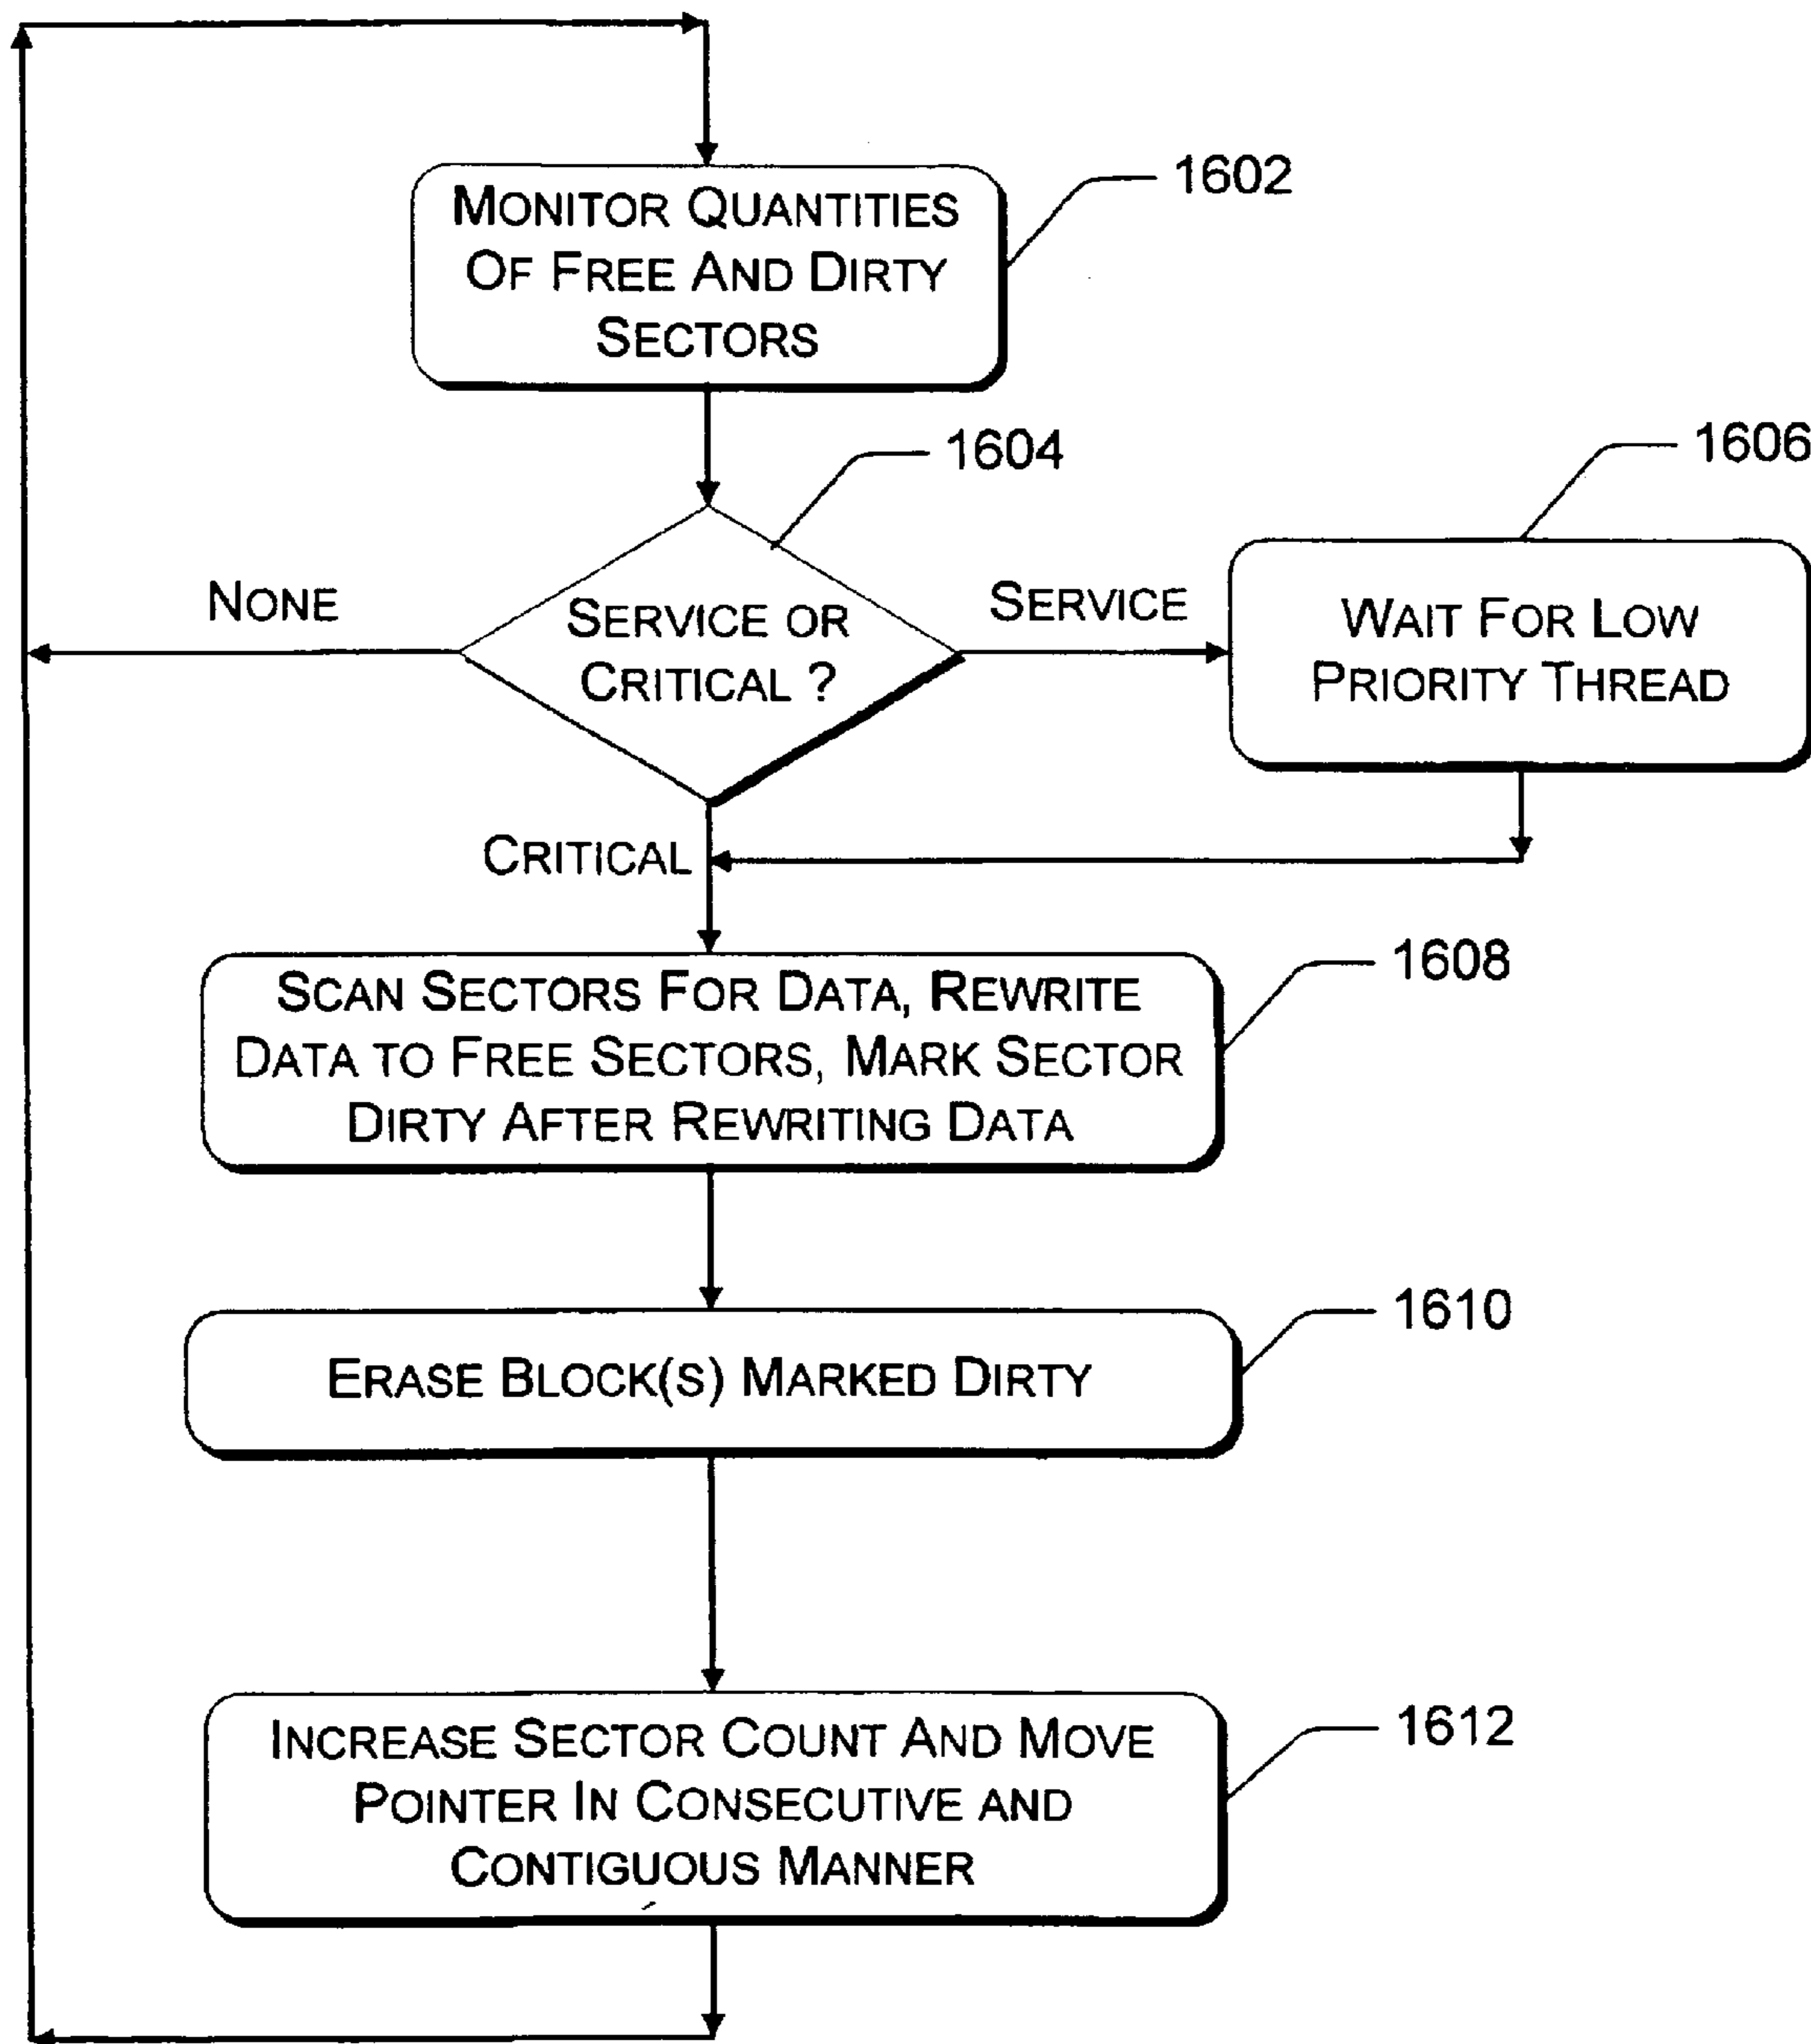 MONITOR QUANTITIES
OF FREE AND DIRTY
SECTORS
1602
1604
1606
NONE
SERVICE OR
CRITICAL ?
SERVICE
WAIT FOR LOW
PRIORITY THREAD
CRITICAL
SCAN SECTORS FOR DATA, REWRITE
DATA TO FREE SECTORS, MARK SECTOR
DIRTY AFTER REWRITING DATA
1608
ERASE BLOCK(S) MARKED DIRTY
1610
INCREASE SECTOR COUNT AND MOVE
POINTER IN CONSECUTIVE AND
CONTIGUOUS MANNER
1612